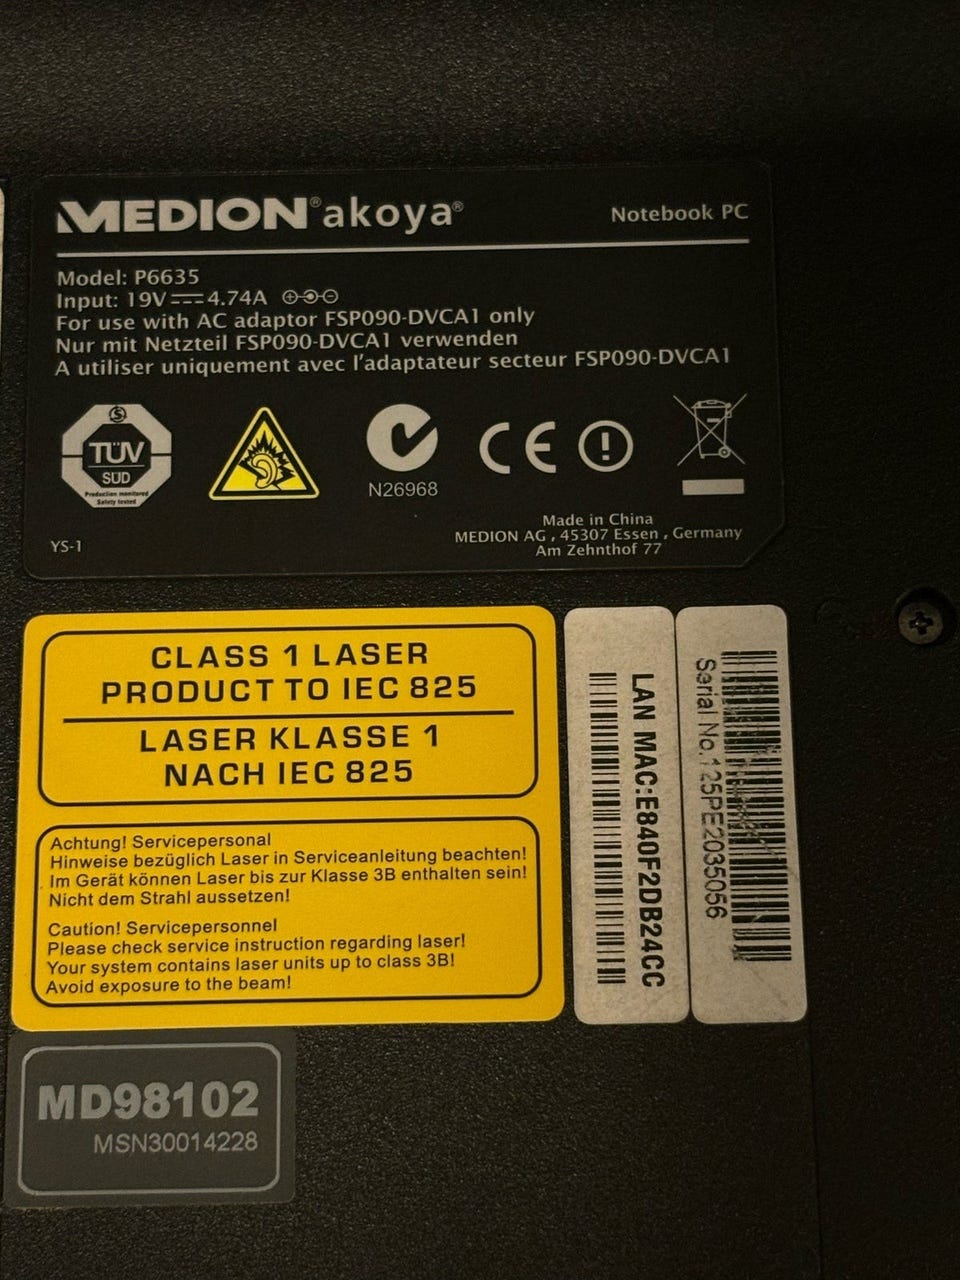 MEDION® akoya®
Notebook PC
Model: P6635
Input: 19V⎓4.74A
For use with AC adaptor FSP090-DVCA1 only
Nur mit Netzteil FSP090-DVCA1 verwenden
A utiliser uniquement avec l'adaptateur secteur FSP090-DVCA1
S
TÜV
SÜD
Production monitored
Safety tested
N26968
CE
YS-1
Made in China
MEDION AG , 45307 Essen , Germany
Am Zehnthof 77
CLASS 1 LASER
PRODUCT TO IEC 825
LASER KLASSE 1
NACH IEC 825
Achtung! Servicepersonal
Hinweise bezüglich Laser in Serviceanleitung beachten!
Im Gerät können Laser bis zur Klasse 3B enthalten sein!
Nicht dem Strahl aussetzen!
Caution! Servicepersonnel
Please check service instruction regarding laser!
Your system contains laser units up to class 3B!
Avoid exposure to the beam!
LAN MAC:E840F2DB24CC
Serial No.125PE2035056
MD98102
MSN30014228